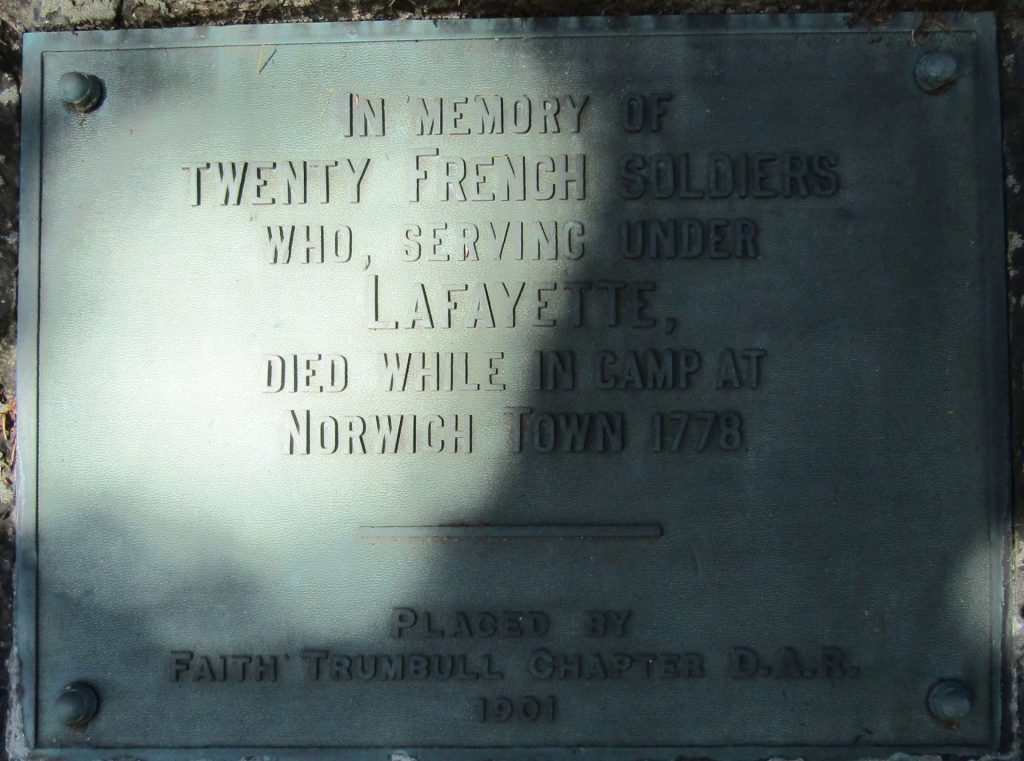 In Memory of
Twenty French Soldiers
who, serving under
Lafayette,
died while in camp at
Norwich Town 1778
Placed by
Faith Trumbull Chapter D.A.R.
1901